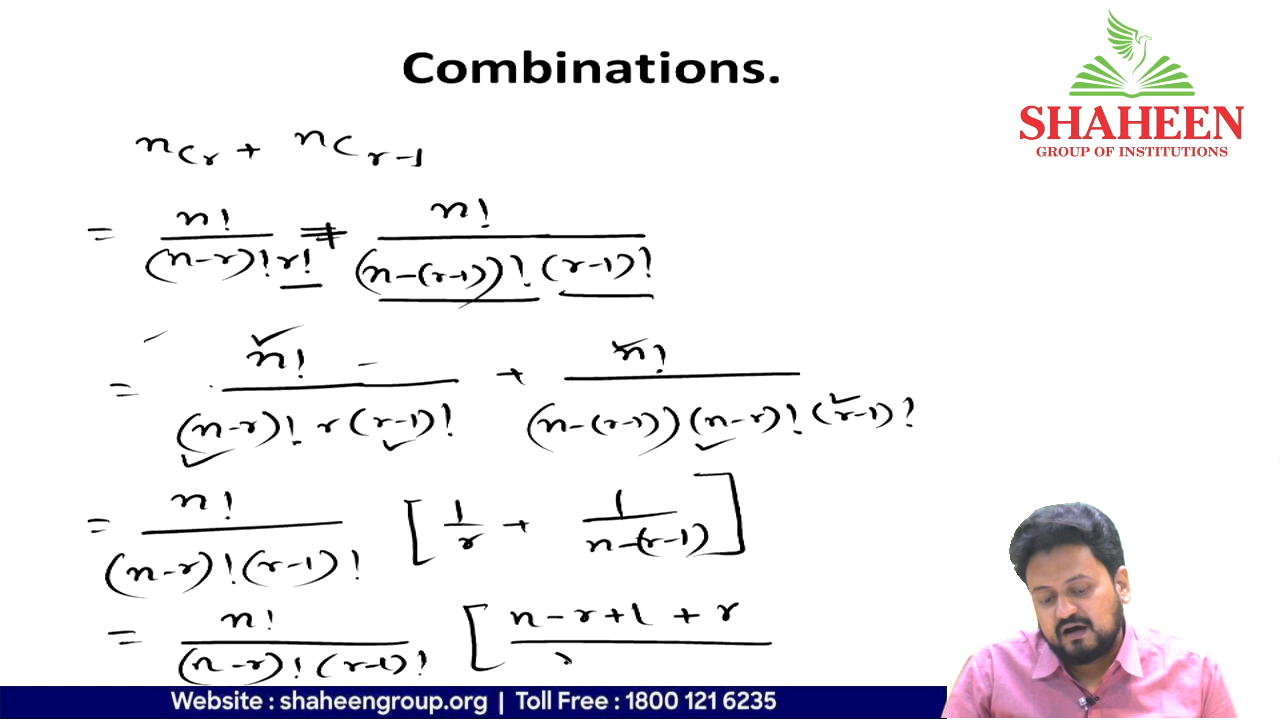 Combinations.
SHAHEEN
GROUP OF INSTITUTIONS
nCr + nCr-1
= n!/((n-r)! r!) + n!/((n-(r-1))! (r-1)!)
= n!/((n-r)! r (r-1)!) + n!/((n-(r-1)) (n-r)! (r-1)!)
= n!/((n-r)! (r-1)!) [1/r + 1/(n-(r-1))]
= n!/((n-r)! (r-1)!) [n-r+1+r
Website : shaheengroup.org | Toll Free : 1800 121 6235